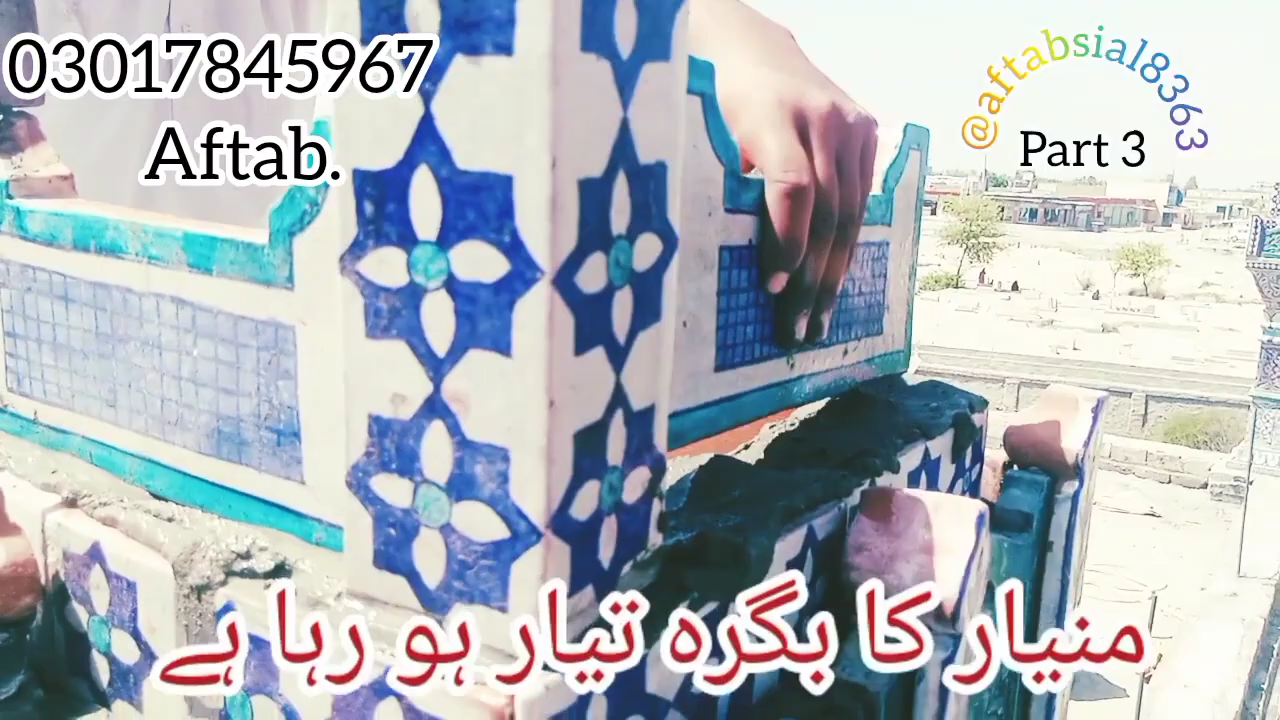 03017845967
Aftab.
@aftabsial8363
Part 3
منیار کا بگرہ تیار ہو رہا ہے